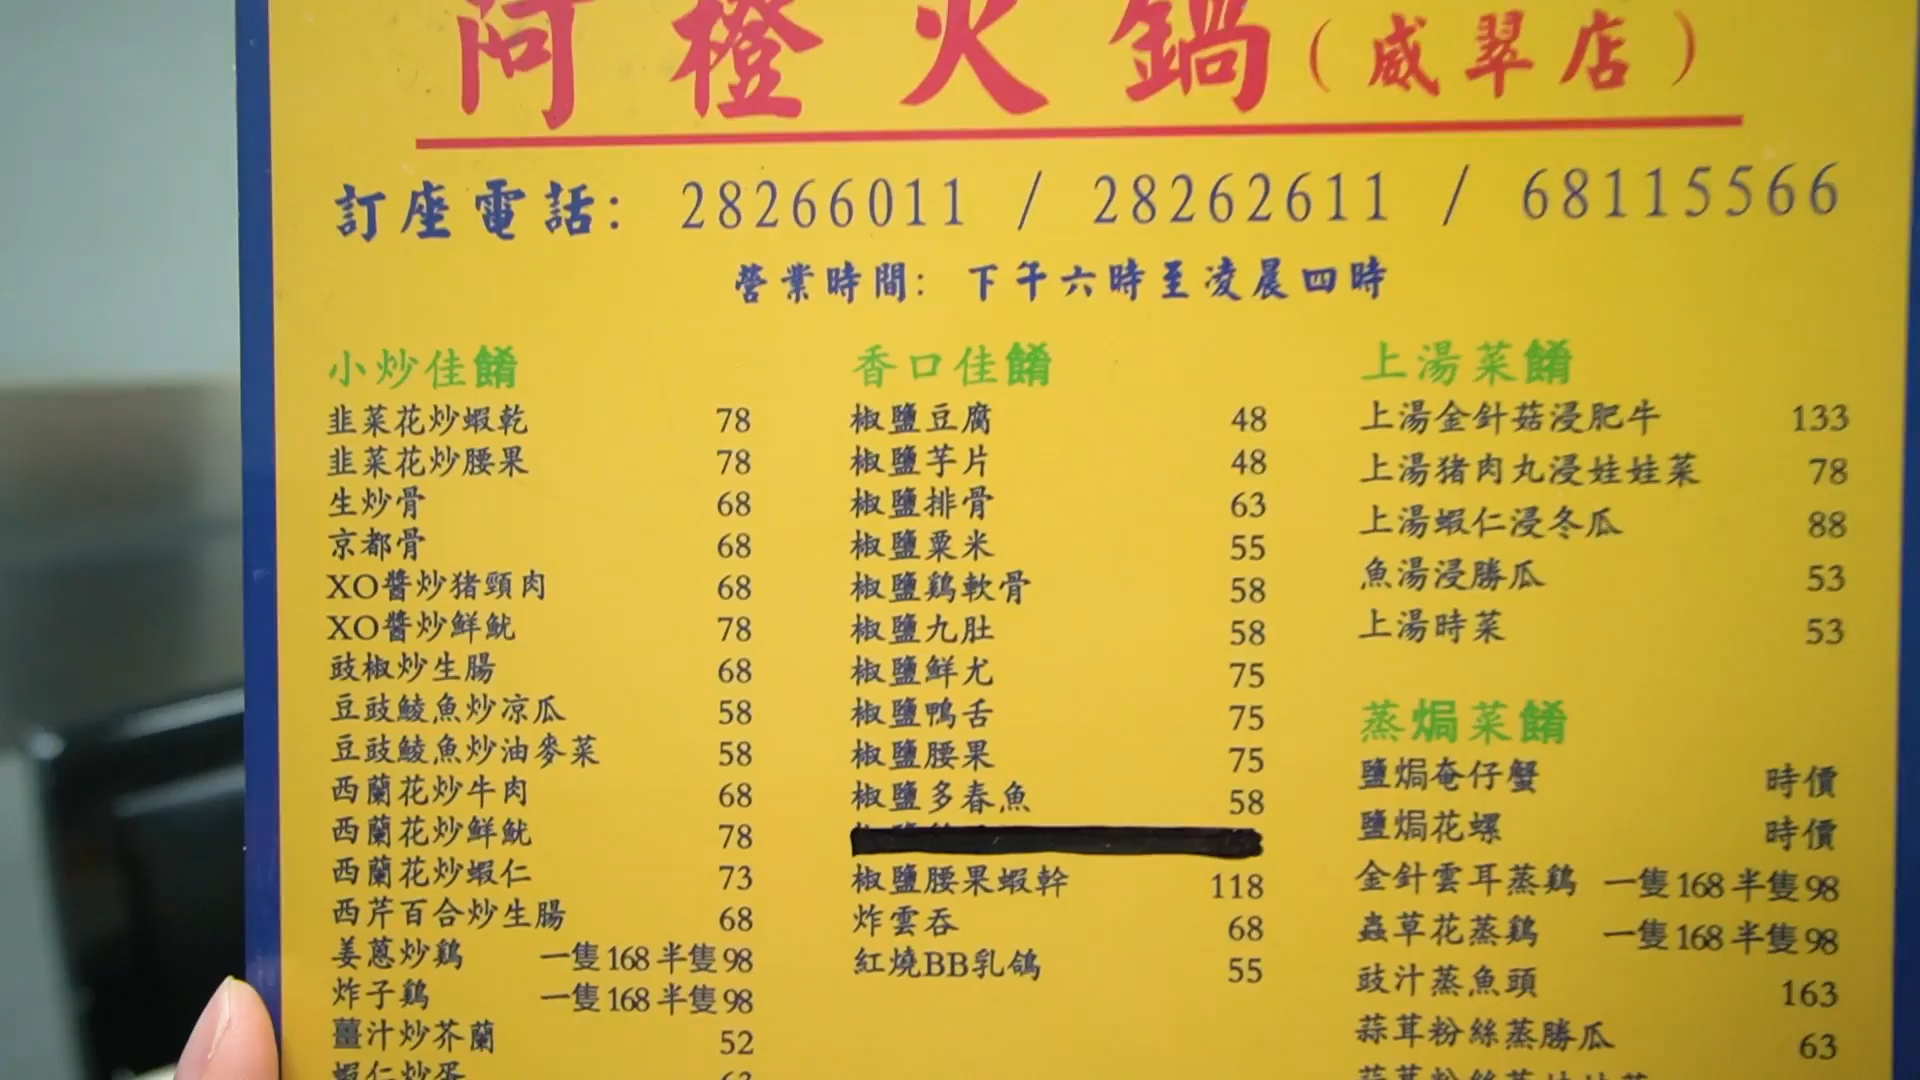 阿橙火鍋（威翠店）
訂座電話: 28266011 / 28262611 / 68115566
營業時間: 下午六時至凌晨四時
小炒佳餚
韭菜花炒蝦乾 78
韭菜花炒腰果 78
生炒骨 68
京都骨 68
XO醬炒猪頸肉 68
XO醬炒鮮魷 78
豉椒炒生腸 68
豆豉鯪魚炒凉瓜 58
豆豉鯪魚炒油麥菜 58
西蘭花炒牛肉 68
西蘭花炒鮮魷 78
西蘭花炒蝦仁 73
西芹百合炒生腸 68
姜蔥炒鷄 一隻168 半隻98
炸子鷄 一隻168 半隻98
薑汁炒芥蘭 52
蝦仁炒蛋 63
香口佳餚
椒鹽豆腐 48
椒鹽芋片 48
椒鹽排骨 63
椒鹽粟米 55
椒鹽鷄軟骨 58
椒鹽九肚 58
椒鹽鮮尤 75
椒鹽鴨舌 75
椒鹽腰果 75
椒鹽多春魚 58
椒鹽腰果蝦幹 118
炸雲吞 68
紅燒BB乳鴿 55
上湯菜餚
上湯金針菇浸肥牛 133
上湯猪肉丸浸娃娃菜 78
上湯蝦仁浸冬瓜 88
魚湯浸勝瓜 53
上湯時菜 53
蒸焗菜餚
鹽焗奄仔蟹 時價
鹽焗花螺 時價
金針雲耳蒸鷄 一隻168 半隻98
蟲草花蒸鷄 一隻168 半隻98
豉汁蒸魚頭 163
蒜茸粉絲蒸勝瓜 63